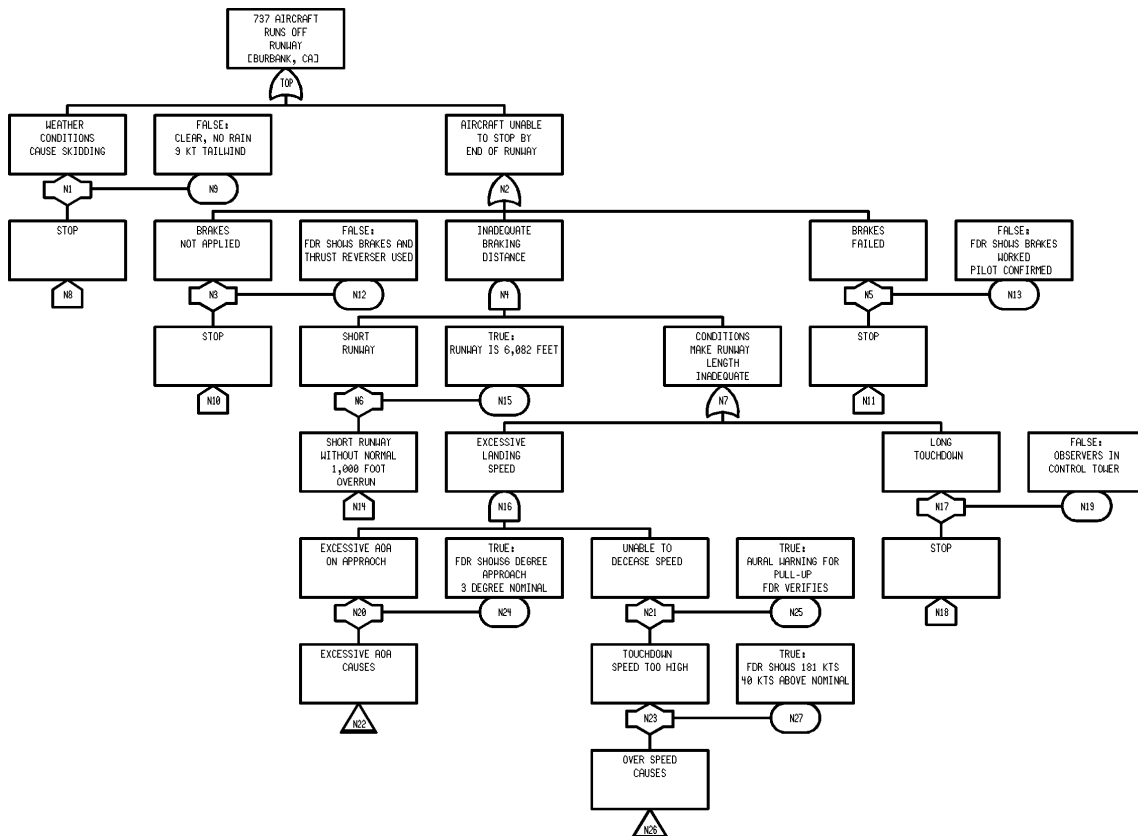 737 AIRCRAFT
RUNS OFF
RUNWAY
[BURBANK, CA]
TOP
WEATHER
CONDITIONS
CAUSE SKIDDING
FALSE:
CLEAR, NO RAIN
9 KT TAILWIND
AIRCRAFT UNABLE
TO STOP BY
END OF RUNWAY
N1
N9
N2
STOP
BRAKES
NOT APPLIED
FALSE:
FDR SHOWS BRAKES AND
THRUST REVERSER USED
INADEQUATE
BRAKING
DISTANCE
BRAKES
FAILED
FALSE:
FDR SHOWS BRAKES
WORKED
PILOT CONFIRMED
N8
N3
N12
N4
N5
N13
STOP
SHORT
RUNWAY
TRUE:
RUNWAY IS 6,082 FEET
CONDITIONS
MAKE RUNWAY
LENGTH
INADEQUATE
STOP
N10
N6
N15
N7
N11
SHORT RUNWAY
WITHOUT NORMAL
1,000 FOOT
OVERRUN
EXCESSIVE
LANDING
SPEED
LONG
TOUCHDOWN
FALSE:
OBSERVERS IN
CONTROL TOWER
N14
N16
N17
N19
EXCESSIVE AOA
ON APPRAOCH
TRUE:
FDR SHOWS6 DEGREE
APPROACH
3 DEGREE NOMINAL
UNABLE TO
DECEASE SPEED
TRUE:
AURAL WARNING FOR
PULL-UP
FDR VERIFIES
STOP
N20
N24
N21
N25
N18
EXCESSIVE AOA
CAUSES
TOUCHDOWN
SPEED TOO HIGH
TRUE:
FDR SHOWS 181 KTS
40 KTS ABOVE NOMINAL
N22
N23
N27
OVER SPEED
CAUSES
N26